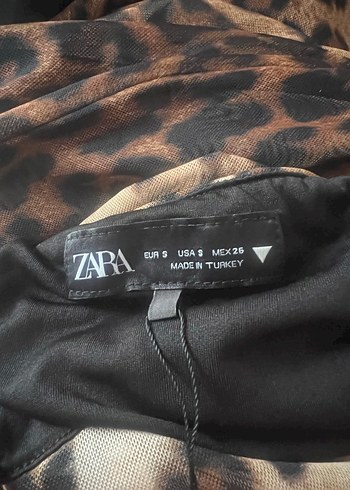 ZARA
EUR S USA S MEX 26
MADE IN TURKEY